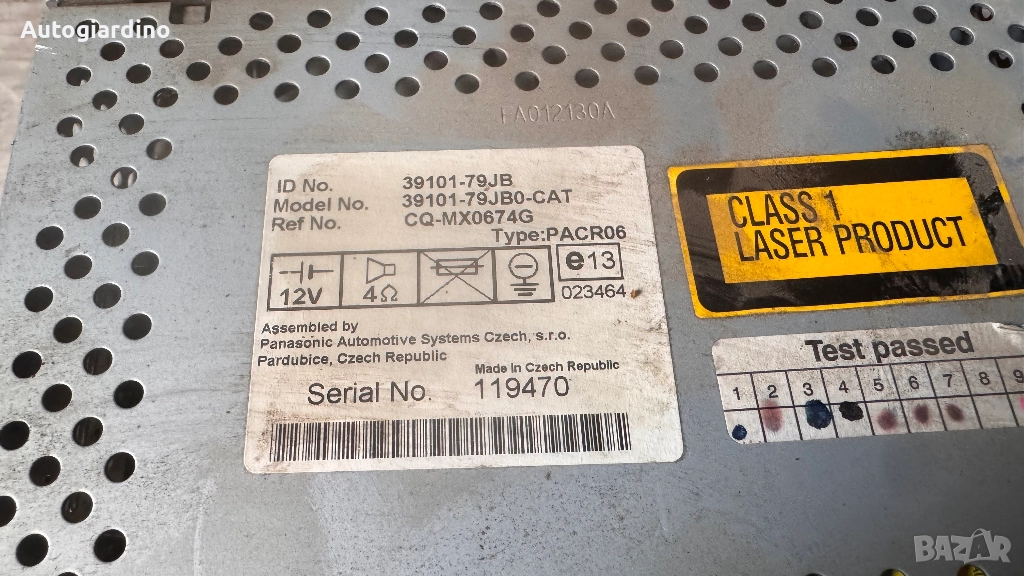 Autogiardino
FA012130A
ID No. 39101-79JB
Model No. 39101-79JB0-CAT
Ref No. CQ-MX0674G
Type:PACR06
12V
4Ω
e13
023464
Assembled by
Panasonic Automotive Systems Czech, s.r.o.
Pardubice, Czech Republic
Made In Czech Republic
Serial No. 119470
CLASS 1
LASER PRODUCT
Test passed
1 2 3 4 5 6 7 8 9
BAZAR